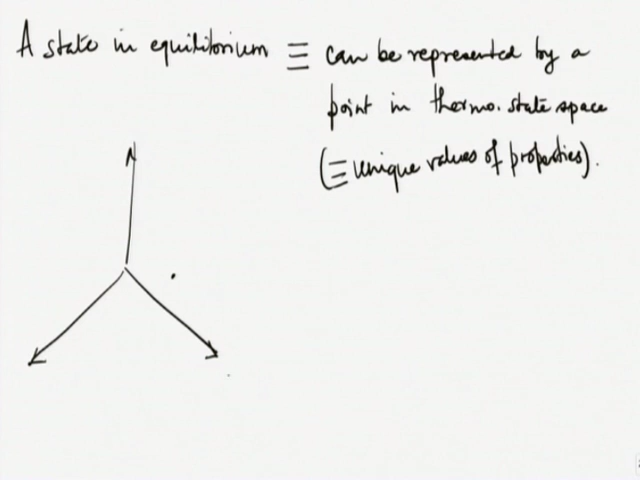 A state in equilibrium ≡ can be represented by a
point in thermo. state space
(≡ unique values of properties).